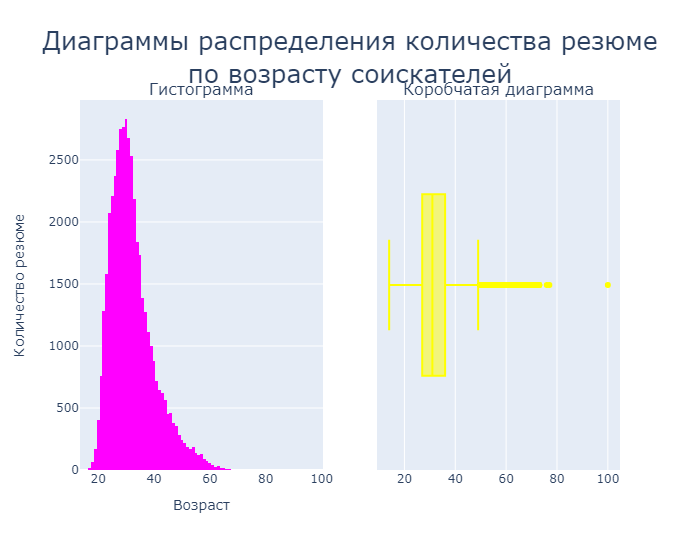 Диаграммы распределения количества резюме
по возрасту соискателей
Гистограмма
Коробчатая диаграмма
2500
2000
1500
1000
500
0
Количество резюме
20 40 60 80 100
Возраст
20 40 60 80 100